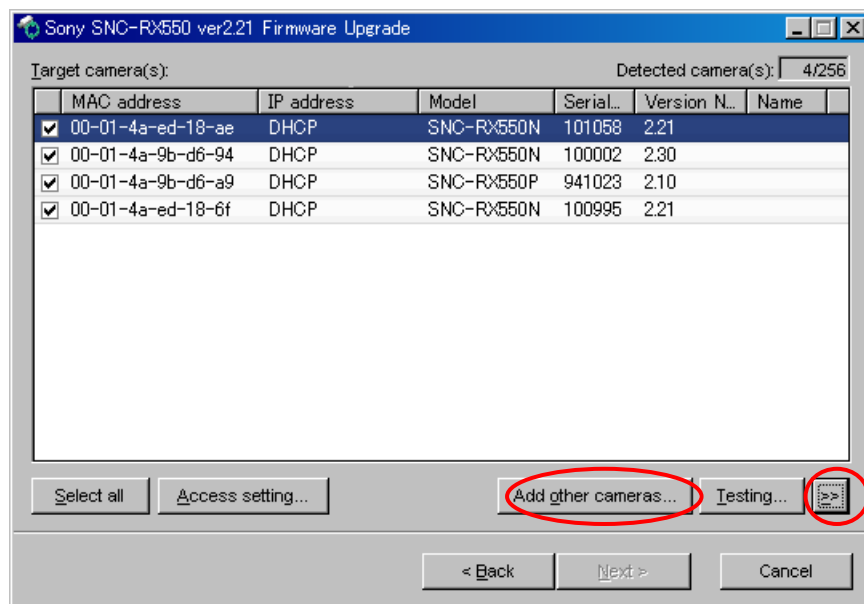 Sony SNC-RX550 ver2.21 Firmware Upgrade
Target camera(s): Detected camera(s): 4/256
MAC address IP address Model Serial... Version N... Name
00-01-4a-ed-18-ae DHCP SNC-RX550N 101058 2.21
00-01-4a-9b-d6-94 DHCP SNC-RX550N 100002 2.30
00-01-4a-9b-d6-a9 DHCP SNC-RX550P 941023 2.10
00-01-4a-ed-18-6f DHCP SNC-RX550N 100995 2.21
Select all Access setting... Add other cameras... Testing... >>
< Back Next > Cancel